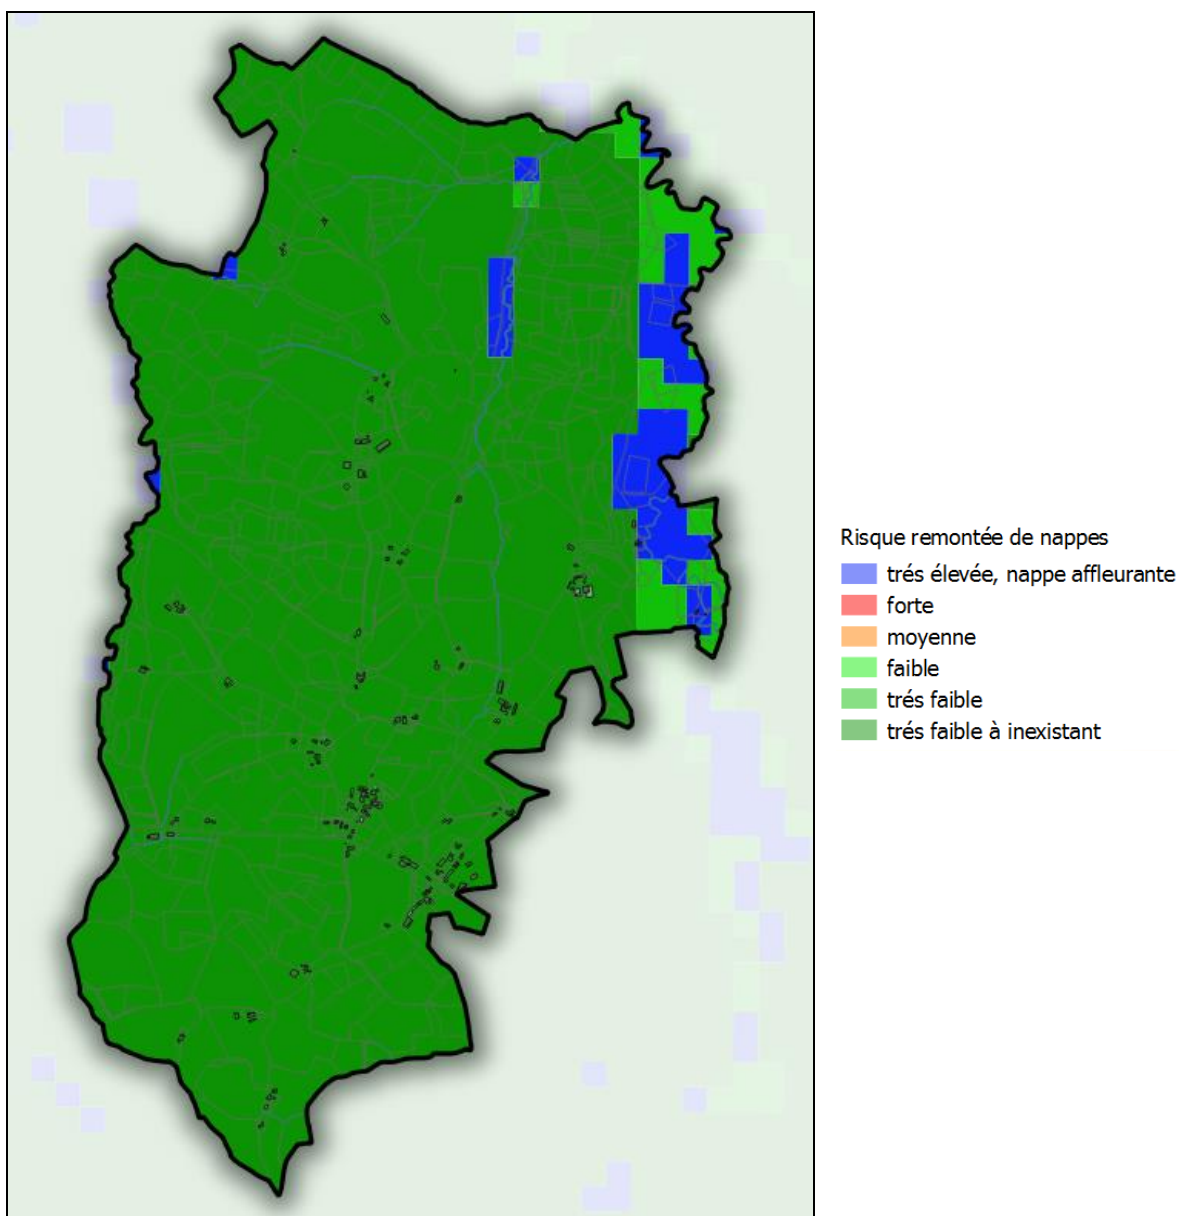 Risque remontée de nappes
trés élevée, nappe affleurante
forte
moyenne
faible
trés faible
trés faible à inexistant